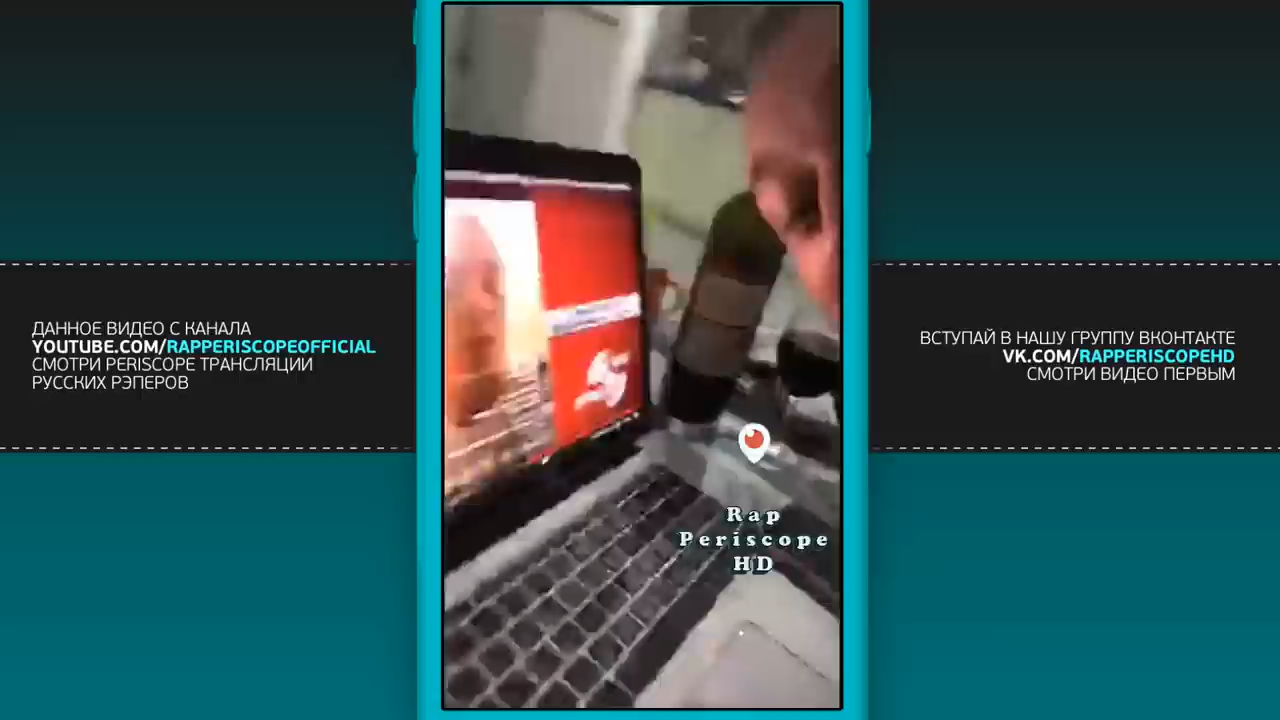 ДАННОЕ ВИДЕО С КАНАЛА
YOUTUBE.COM/RAPPERISCOPEOFFICIAL
СМОТРИ PERISCOPE ТРАНСЛЯЦИИ
РУССКИХ РЭПЕРОВ
ВСТУПАЙ В НАШУ ГРУППУ ВКОНТАКТЕ
VK.COM/RAPPERISCOPEHD
СМОТРИ ВИДЕО ПЕРВЫМ
Rap
Periscope
HD